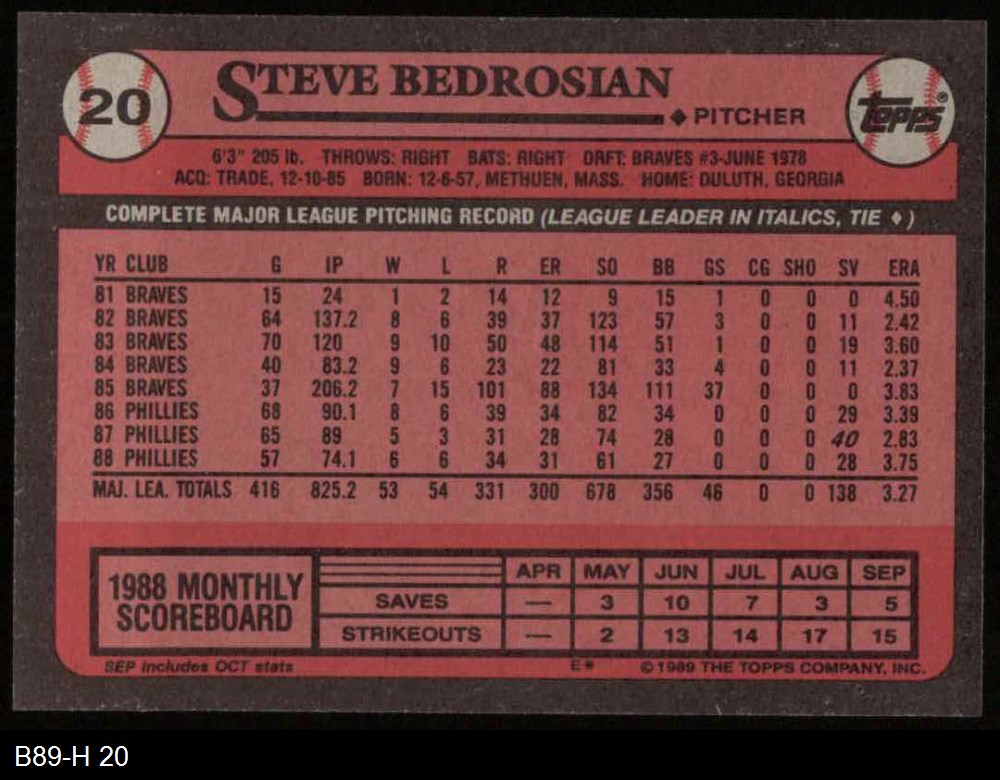 20 STEVE BEDROSIAN ♦ PITCHER Topps®
6'3" 205 lb. THROWS: RIGHT BATS: RIGHT DRFT: BRAVES #3-JUNE 1978
ACQ: TRADE, 12-10-85 BORN: 12-6-57, METHUEN, MASS. HOME: DULUTH, GEORGIA
COMPLETE MAJOR LEAGUE PITCHING RECORD (LEAGUE LEADER IN ITALICS, TIE ♦)
YR CLUB G IP W L R ER SO BB GS CG SHO SV ERA
81 BRAVES 15 24 1 2 14 12 9 15 1 0 0 0 4.50
82 BRAVES 64 137.2 8 6 39 37 123 57 3 0 0 11 2.42
83 BRAVES 70 120 9 10 50 48 114 51 1 0 0 19 3.60
84 BRAVES 40 83.2 9 6 23 22 81 33 4 0 0 11 2.37
85 BRAVES 37 206.2 7 15 101 88 134 111 37 0 0 0 3.83
86 PHILLIES 68 90.1 8 6 39 34 82 34 0 0 0 29 3.39
87 PHILLIES 65 89 5 3 31 28 74 28 0 0 0 40 2.83
88 PHILLIES 57 74.1 6 6 34 31 61 27 0 0 0 28 3.75
MAJ. LEA. TOTALS 416 825.2 53 54 331 300 678 356 46 0 0 138 3.27
1988 MONTHLY SCOREBOARD
APR MAY JUN JUL AUG SEP
SAVES — 3 10 7 3 5
STRIKEOUTS — 2 13 14 17 15
SEP includes OCT stats E* © 1989 THE TOPPS COMPANY, INC.
B89-H 20